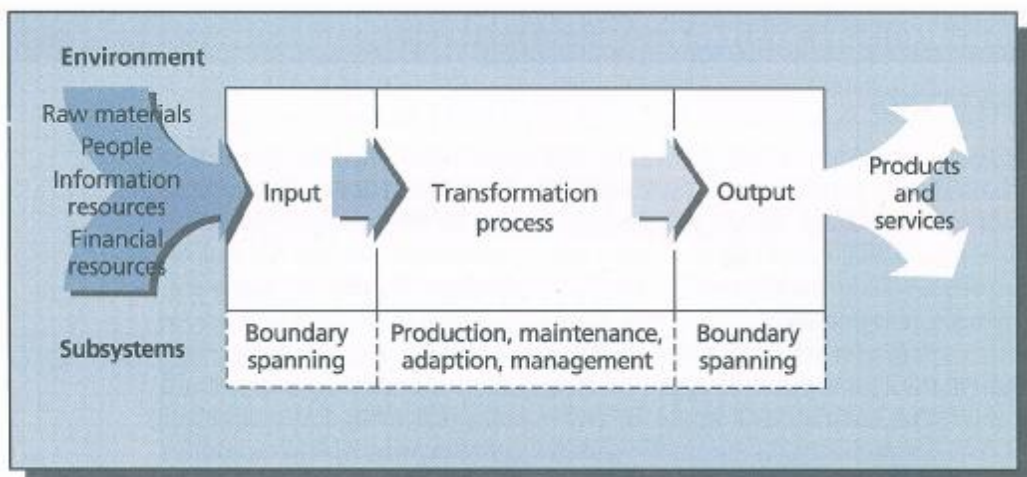 Environment
Raw materials
People
Information
resources
Financial
resources
Input
Transformation
process
Output
Products
and
services
Subsystems
Boundary
spanning
Production, maintenance,
adaption, management
Boundary
spanning